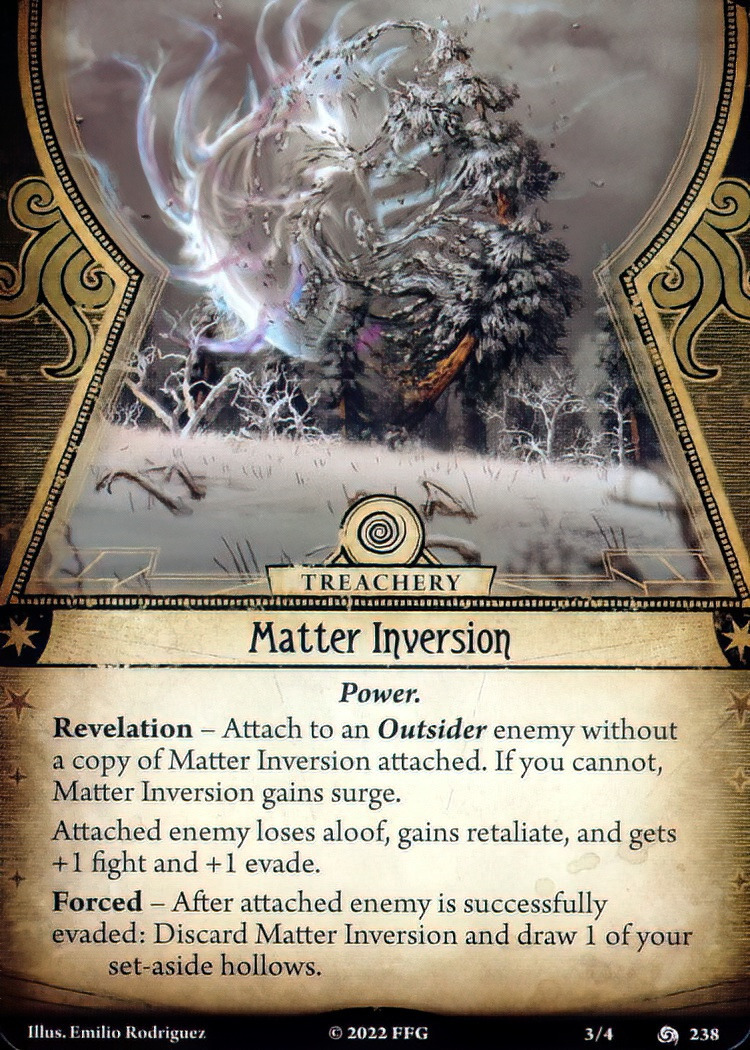 TREACHERY
Matter Inversion
Power.
Revelation – Attach to an Outsider enemy without
a copy of Matter Inversion attached. If you cannot,
Matter Inversion gains surge.
Attached enemy loses aloof, gains retaliate, and gets
+1 fight and +1 evade.
Forced – After attached enemy is successfully
evaded: Discard Matter Inversion and draw 1 of your
set-aside hollows.
Illus. Emilio Rodriguez © 2022 FFG 3/4 238